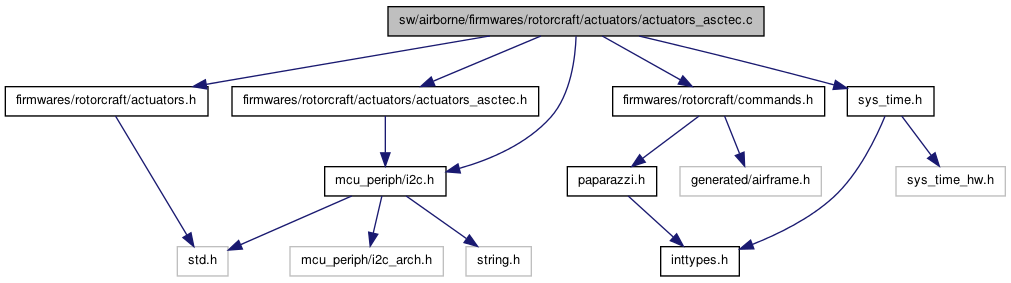 sw/airborne/firmwares/rotorcraft/actuators/actuators_asctec.c
firmwares/rotorcraft/actuators.h
firmwares/rotorcraft/actuators/actuators_asctec.h
firmwares/rotorcraft/commands.h
sys_time.h
mcu_periph/i2c.h
paparazzi.h
generated/airframe.h
sys_time_hw.h
std.h
mcu_periph/i2c_arch.h
string.h
inttypes.h